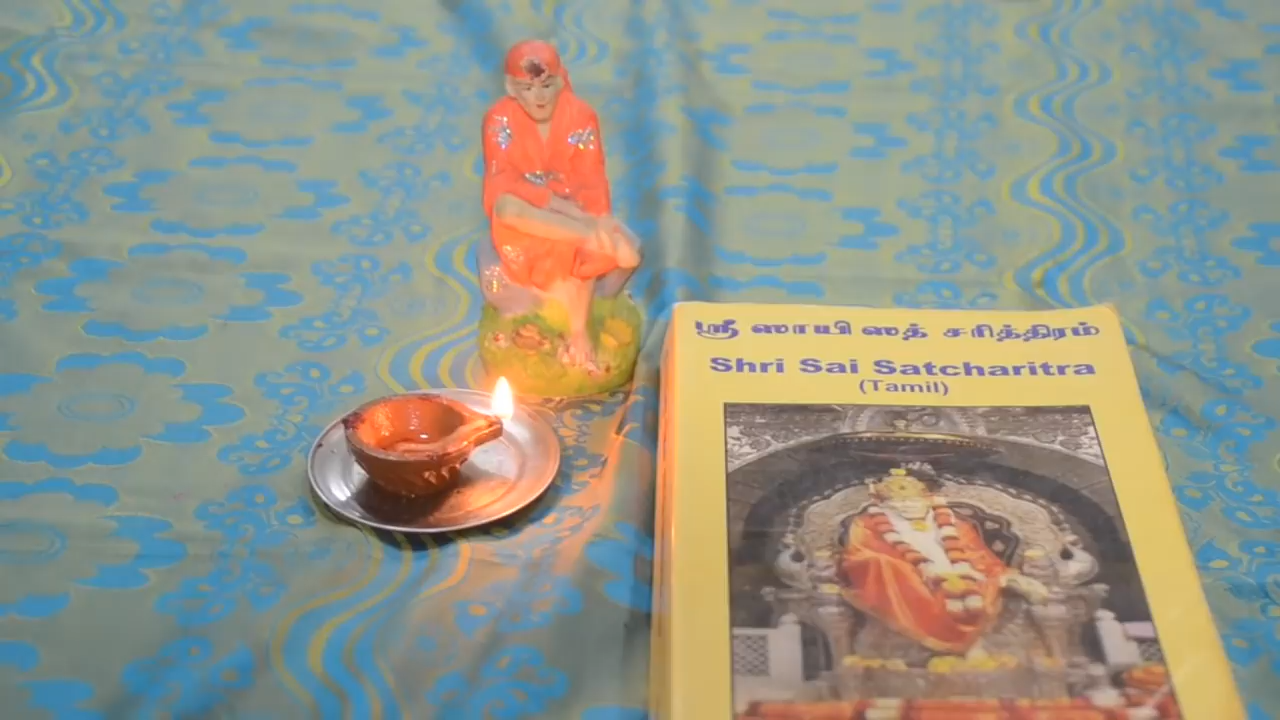 ஸ்ரீ ஸாயி ஸத் சரித்திரம்
Shri Sai Satcharitra
(Tamil)